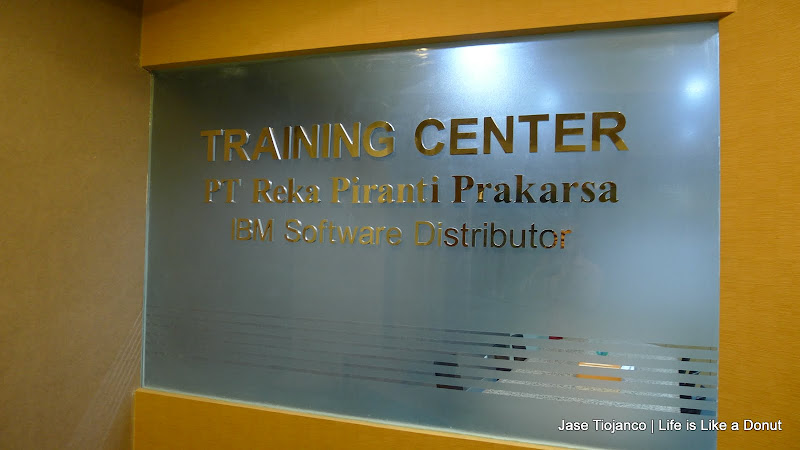 TRAINING CENTER
PT Reka Piranti Prakarsa
IBM Software Distributor
Jase Tiojanco | Life is Like a Donut